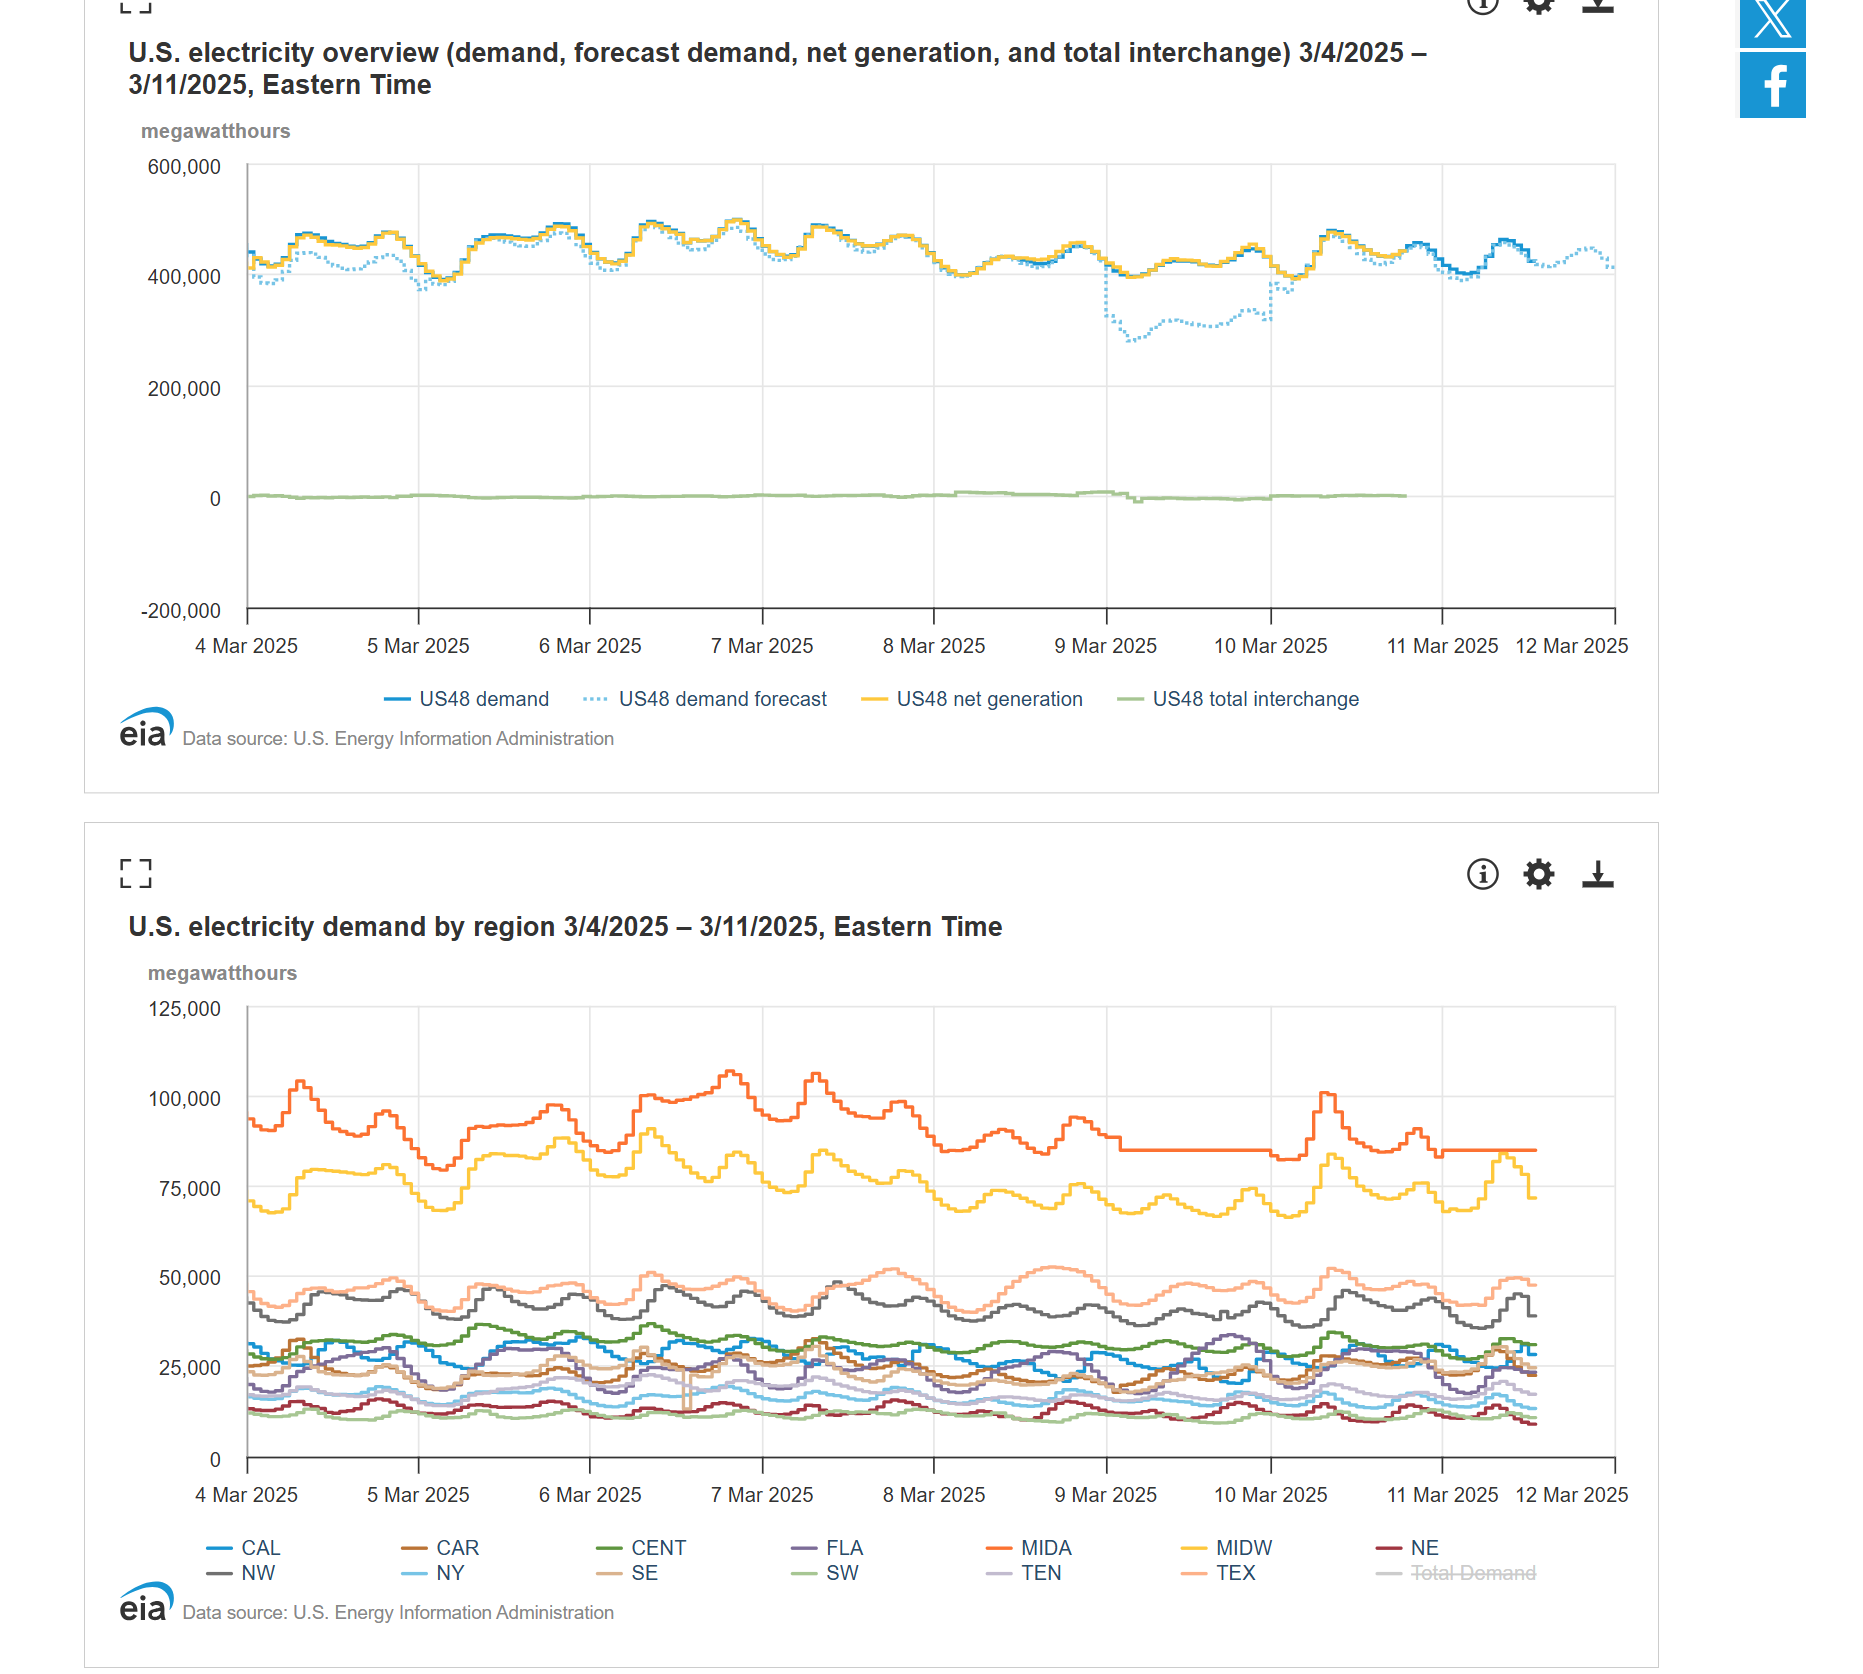 U.S. electricity overview (demand, forecast demand, net generation, and total interchange) 3/4/2025 –
3/11/2025, Eastern Time
megawatthours
600,000
400,000
200,000
0
-200,000
4 Mar 2025
5 Mar 2025
6 Mar 2025
7 Mar 2025
8 Mar 2025
9 Mar 2025
10 Mar 2025
11 Mar 2025
12 Mar 2025
US48 demand
US48 demand forecast
US48 net generation
US48 total interchange
eia
Data source: U.S. Energy Information Administration
U.S. electricity demand by region 3/4/2025 – 3/11/2025, Eastern Time
megawatthours
125,000
100,000
75,000
50,000
25,000
0
4 Mar 2025
5 Mar 2025
6 Mar 2025
7 Mar 2025
8 Mar 2025
9 Mar 2025
10 Mar 2025
11 Mar 2025
12 Mar 2025
CAL
CAR
CENT
FLA
MIDA
MIDW
NE
NW
NY
SE
SW
TEN
TEX
Total Demand
eia
Data source: U.S. Energy Information Administration